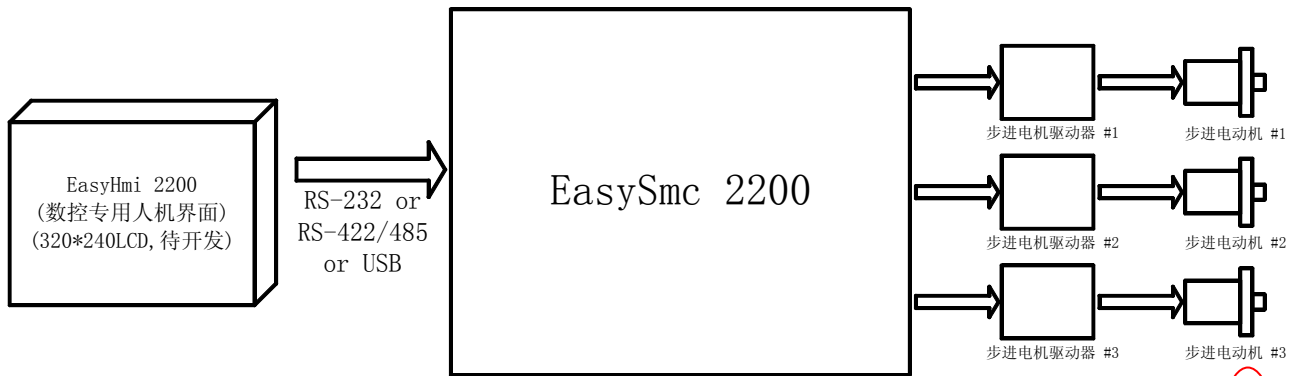 EasyHmi 2200
(数控专用人机界面)
(320*240LCD,待开发)
RS-232 or
RS-422/485
or USB
EasySmc 2200
步进电机驱动器 #1
步进电动机 #1
步进电机驱动器 #2
步进电动机 #2
步进电机驱动器 #3
步进电动机 #3